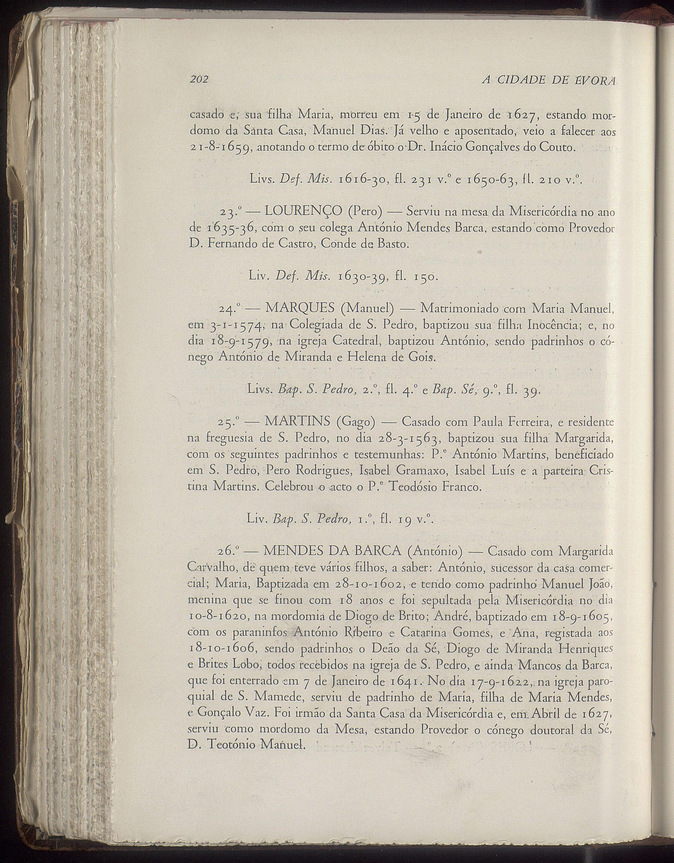 202 A CIDADE DE EVORA
casado e, sua filha Maria, morreu em 15 de Janeiro de 1627, estando mor-
domo da Santa Casa, Manuel Dias. Já velho e aposentado, veio a falecer aos
21-8-1659, anotando o termo de óbito o Dr. Inácio Gonçalves do Couto.
Livs. Def. Mis. 1616-30, fl. 231 v.º e 1650-63, fl. 210 v.º.
23.º — LOURENÇO (Pero) — Serviu na mesa da Misericórdia no ano
de 1635-36, com o seu colega António Mendes Barca, estando como Provedor
D. Fernando de Castro, Conde de Basto.
Liv. Def. Mis. 1630-39, fl. 150.
24.º — MARQUES (Manuel) — Matrimoniado com Maria Manuel,
em 3-1-1574, na Colegiada de S. Pedro, baptizou sua filha Inocência; e, no
dia 18-9-1579, na igreja Catedral, baptizou António, sendo padrinhos o có-
nego António de Miranda e Helena de Gois.
Livs. Bap. S. Pedro, 2.º, fl. 4.º e Bap. Sé, 9.º, fl. 39.
25.º — MARTINS (Gago) — Casado com Paula Ferreira, e residente
na freguesia de S. Pedro, no dia 28-3-1563, baptizou sua filha Margarida,
com os seguintes padrinhos e testemunhas: P.e António Martins, beneficiado
em S. Pedro, Pero Rodrigues, Isabel Gramaxo, Isabel Luís e a parteira Cris-
tina Martins. Celebrou o acto o P.e Teodósio Franco.
Liv. Bap. S. Pedro, 1.º, fl. 19 v.º.
26.º — MENDES DA BARCA (António) — Casado com Margarida
Carvalho, de quem teve vários filhos, a saber: António, sucessor da casa comer-
cial; Maria, Baptizada em 28-10-1602, e tendo como padrinho Manuel João,
menina que se finou com 18 anos e foi sepultada pela Misericórdia no dia
10-8-1620, na mordomia de Diogo de Brito; André, baptizado em 18-9-1605,
com os paraninfos António Ribeiro e Catarina Gomes, e Ana, registada aos
18-10-1606, sendo padrinhos o Deão da Sé, Diogo de Miranda Henriques
e Brites Lobo, todos recebidos na igreja de S. Pedro, e ainda Mancos da Barca,
que foi enterrado em 7 de Janeiro de 1641. No dia 17-9-1622, na igreja paro-
quial de S. Mamede, serviu de padrinho de Maria, filha de Maria Mendes,
e Gonçalo Vaz. Foi irmão da Santa Casa da Misericórdia e, em Abril de 1627,
serviu como mordomo da Mesa, estando Provedor o cónego doutoral da Sé,
D. Teotónio Manuel.